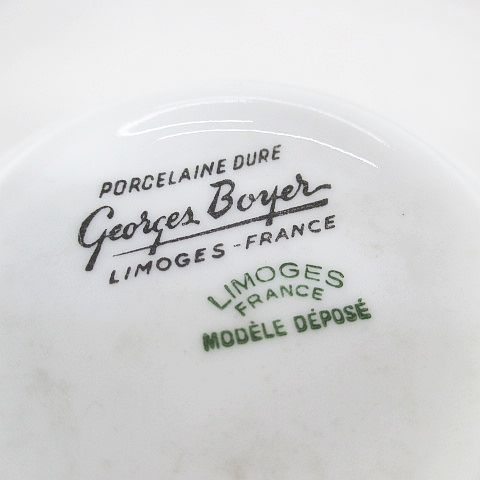 PORCELAINE DURE
Georges Boyer
LIMOGES - FRANCE
LIMOGES
FRANCE
MODÈLE DÉPOSÉ